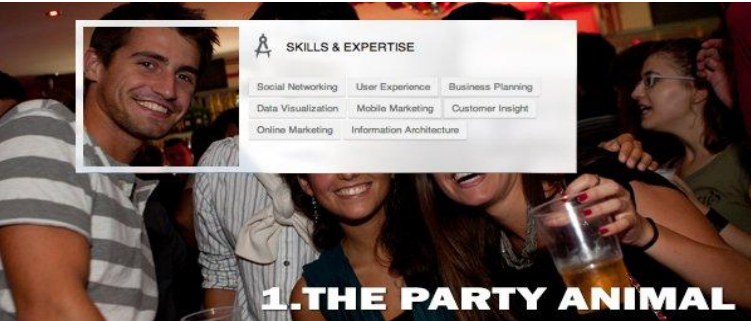 SKILLS & EXPERTISE
Social Networking User Experience Business Planning
Data Visualization Mobile Marketing Customer Insight
Online Marketing Information Architecture
1.THE PARTY ANIMAL